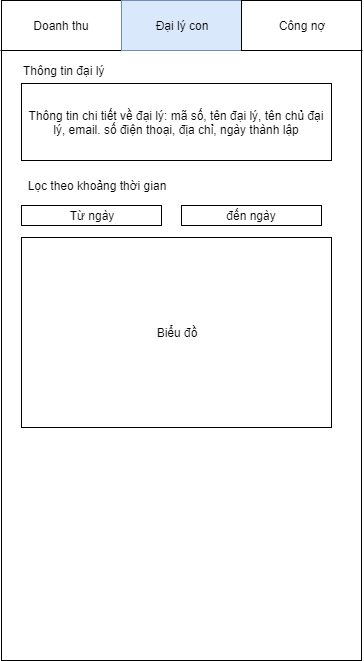 Doanh thu
Đại lý con
Công nợ
Thông tin đại lý
Thông tin chi tiết về đại lý: mã số, tên đại lý, tên chủ đại
lý, email. số điện thoại, địa chỉ, ngày thành lập
Lọc theo khoảng thời gian
Từ ngày
đến ngày
Biểu đồ